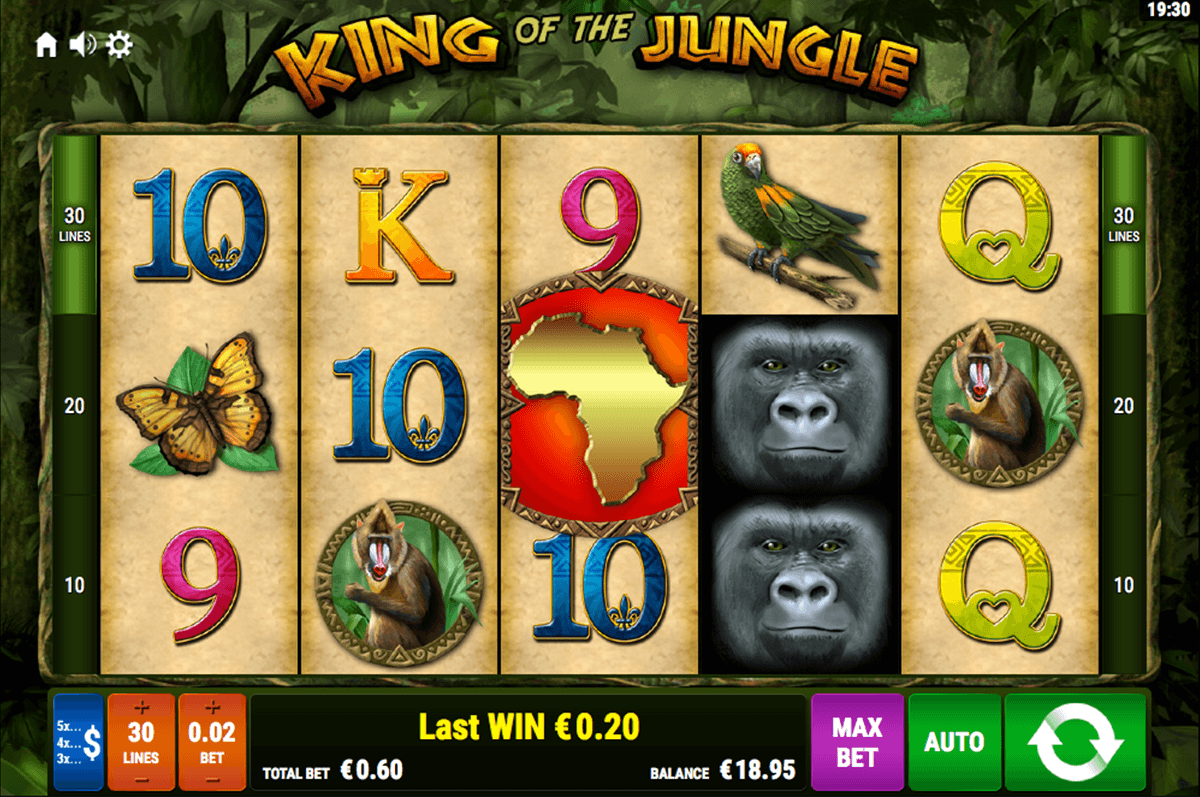 19:30
KING OF THE JUNGLE
30
LINES
10
K
9
Q
30
LINES
20
10
20
9
10
Q
10
10
5x...
4x...
3x...
$
+
30
LINES
−
+
0.02
BET
−
Last WIN €0.20
TOTAL BET €0.60
BALANCE €18.95
MAX
BET
AUTO